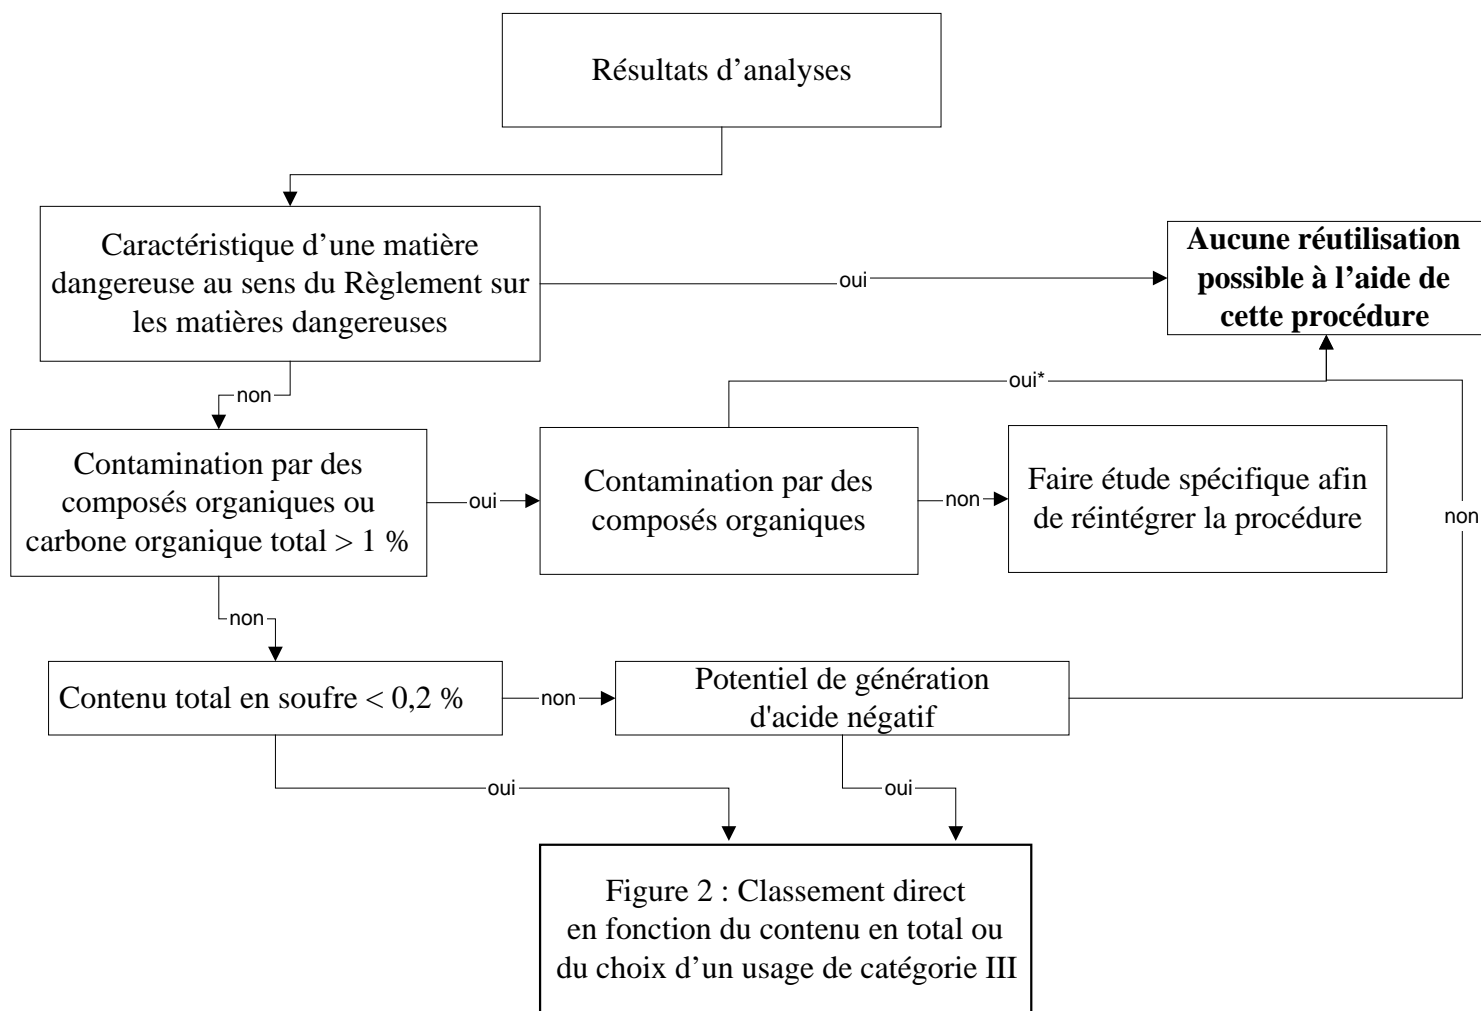 Résultats d’analyses
Caractéristique d’une matière
dangereuse au sens du Règlement sur
les matières dangereuses
oui
Aucune réutilisation
possible à l’aide de
cette procédure
non
oui*
Contamination par des
composés organiques ou
carbone organique total > 1 %
oui
Contamination par des
composés organiques
non
Faire étude spécifique afin
de réintégrer la procédure
non
non
Contenu total en soufre < 0,2 %
non
Potentiel de génération
d'acide négatif
oui
oui
Figure 2 : Classement direct
en fonction du contenu en total ou
du choix d’un usage de catégorie III